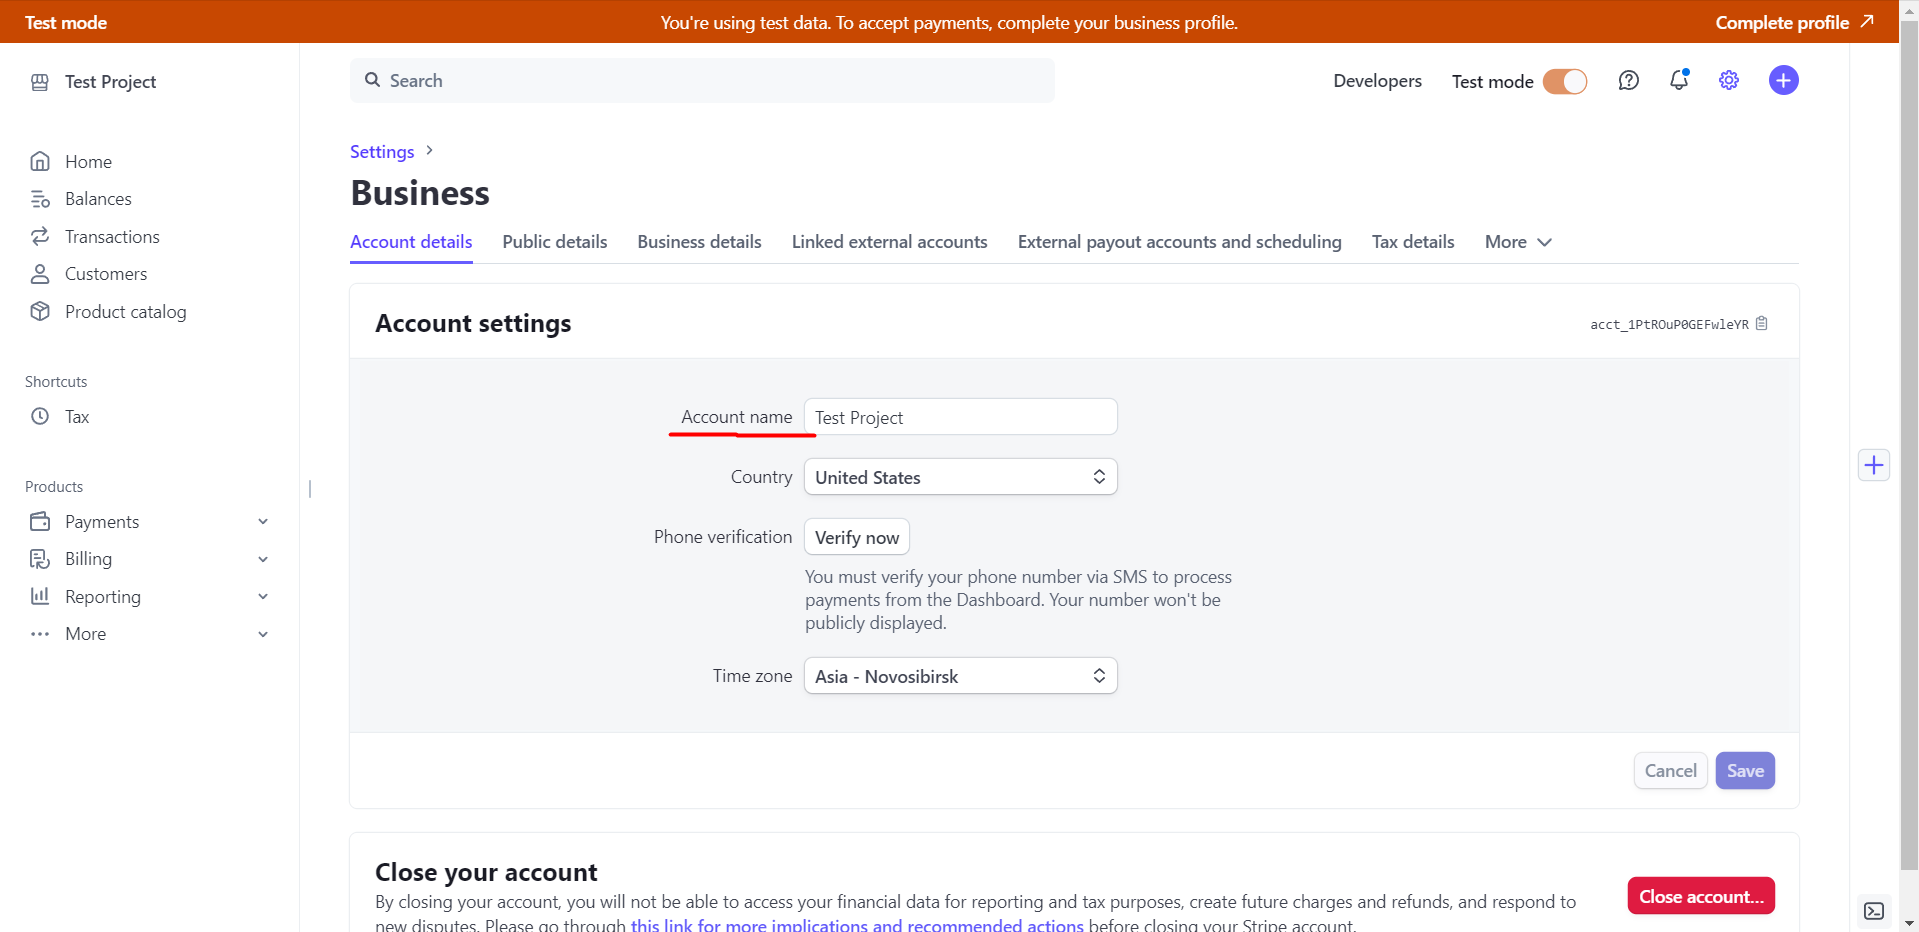 Test mode
You're using test data. To accept payments, complete your business profile.
Complete profile
Test Project
Search
Developers
Test mode
Home
Balances
Transactions
Customers
Product catalog
Shortcuts
Tax
Products
Payments
Billing
Reporting
More
Settings
Business
Account details
Public details
Business details
Linked external accounts
External payout accounts and scheduling
Tax details
More
Account settings
acct_1PtROuP0GEFwleYR
Account name
Test Project
Country
United States
Phone verification
Verify now
You must verify your phone number via SMS to process
payments from the Dashboard. Your number won't be
publicly displayed.
Time zone
Asia - Novosibirsk
Cancel
Save
Close your account
By closing your account, you will not be able to access your financial data for reporting and tax purposes, create future charges and refunds, and respond to
new disputes. Please go through this link for more implications and recommended actions before closing your Stripe account.
Close account...